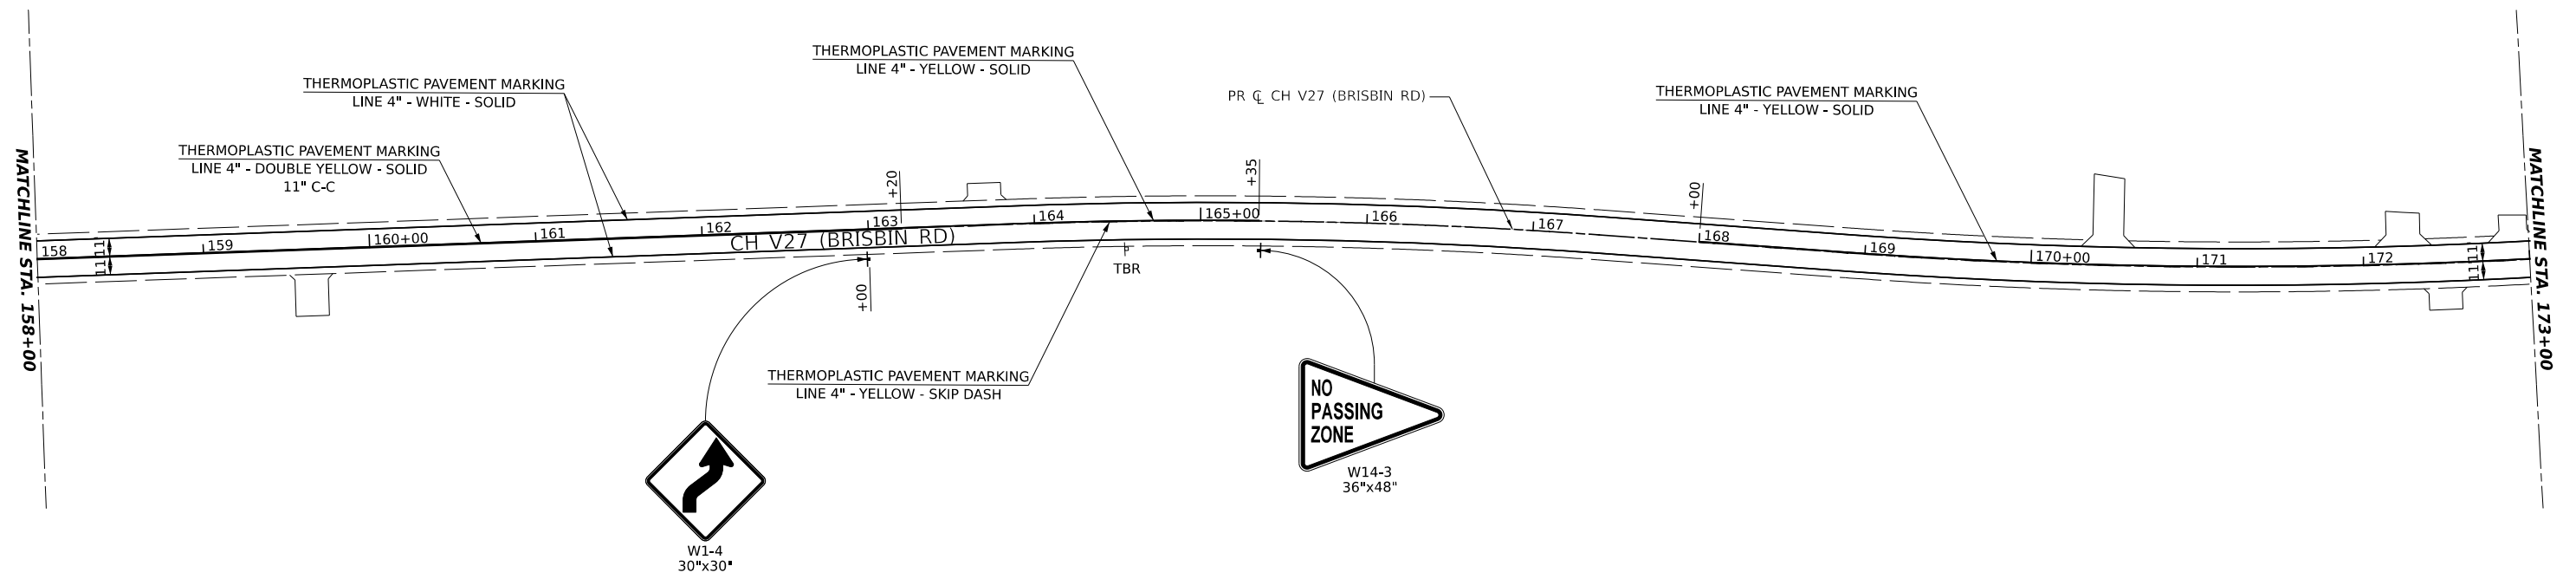 THERMOPLASTIC PAVEMENT MARKING
LINE 4" - YELLOW - SOLID
THERMOPLASTIC PAVEMENT MARKING
LINE 4" - WHITE - SOLID
PR ℄ CH V27 (BRISBIN RD)
THERMOPLASTIC PAVEMENT MARKING
LINE 4" - YELLOW - SOLID
THERMOPLASTIC PAVEMENT MARKING
LINE 4" - DOUBLE YELLOW - SOLID
11" C-C
MATCHLINE STA. 158+00
MATCHLINE STA. 173+00
+20
+35
+00
158
11
11
159
160+00
161
162
163
164
165+00
166
167
168
169
170+00
171
172
11
11
CH V27 (BRISBIN RD)
TBR
+00
THERMOPLASTIC PAVEMENT MARKING
LINE 4" - YELLOW - SKIP DASH
NO
PASSING
ZONE
W14-3
36"x48"
W1-4
30"x30"